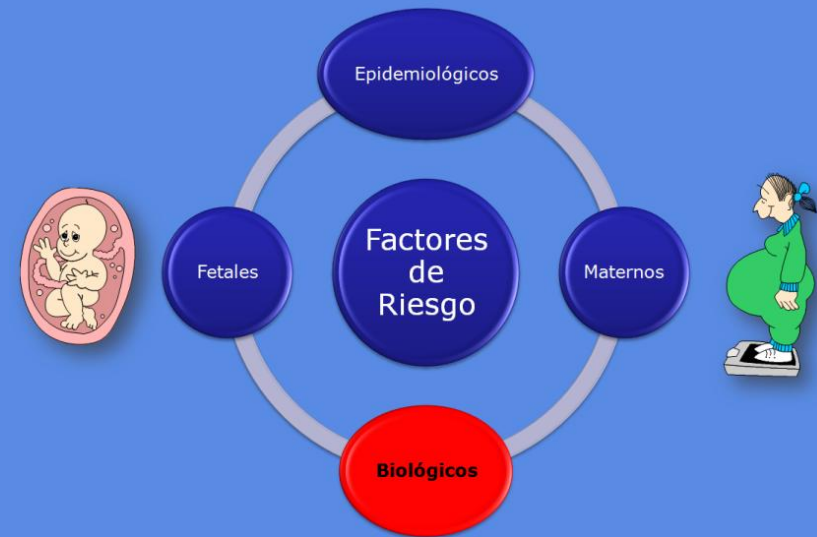 Epidemiológicos
Fetales
Factores
de
Riesgo
Maternos
Biológicos